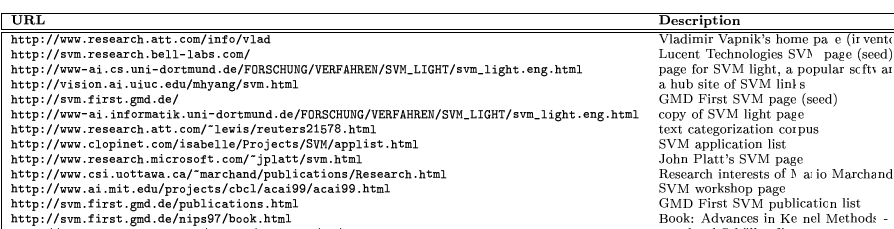 URL Description
http://www.research.att.com/info/vlad Vladimir Vapnik's home page
http://svm.research.bell-labs.com/ Lucent Technologies SVM page (seed)
http://www-ai.cs.uni-dortmund.de/FORSCHUNG/VERFAHREN/SVM_LIGHT/svm_light.eng.html page for SVM light, a popular
http://vision.ai.uiuc.edu/mhyang/svm.html a hub site of SVM links
http://svm.first.gmd.de/ GMD First SVM page (seed)
http://www-ai.informatik.uni-dortmund.de/FORSCHUNG/VERFAHREN/SVM_LIGHT/svm_light.eng.html copy of SVM light page
http://www.research.att.com/~lewis/reuters21578.html text categorization corpus
http://www.clopinet.com/isabelle/Projects/SVM/applist.html SVM application list
http://www.research.microsoft.com/~jplatt/svm.html John Platt's SVM page
http://www.csi.uottawa.ca/~marchand/publications/Research.html Research interests of Mario Marchand
http://www.ai.mit.edu/projects/cbcl/acai99/acai99.html SVM workshop page
http://svm.first.gmd.de/publications.html GMD First SVM publication list
http://svm.first.gmd.de/nips97/book.html Book: Advances in Kernel Methods -